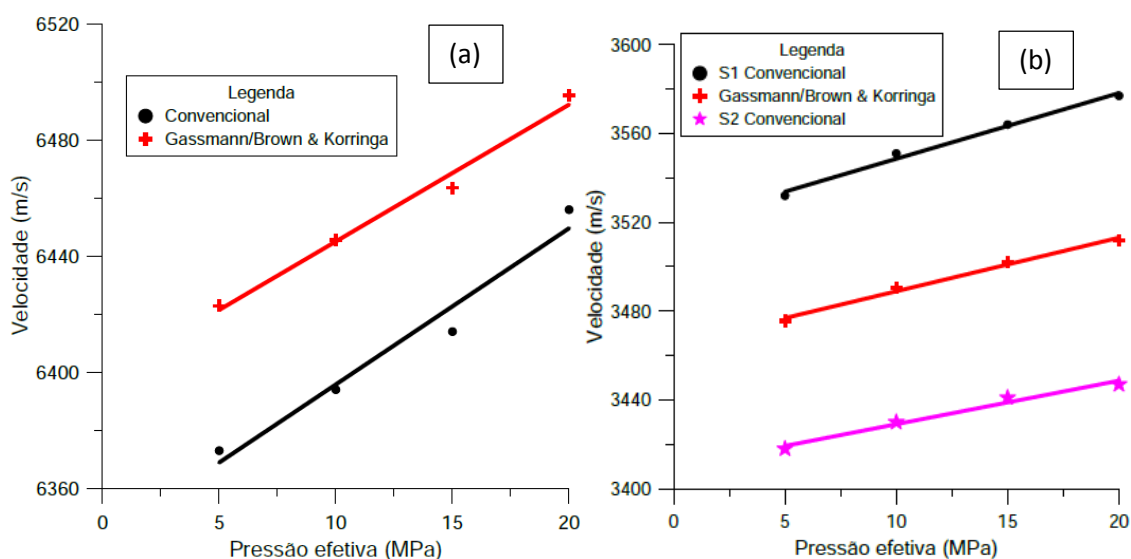 (a)
Legenda
Convencional
Gassmann/Brown & Korringa
Velocidade (m/s)
6520
6480
6440
6400
6360
0 5 10 15 20
Pressão efetiva (MPa)
(b)
Legenda
S1 Convencional
Gassmann/Brown & Korringa
S2 Convencional
Velocidade (m/s)
3600
3560
3520
3480
3440
3400
0 5 10 15 20
Pressão efetiva (MPa)